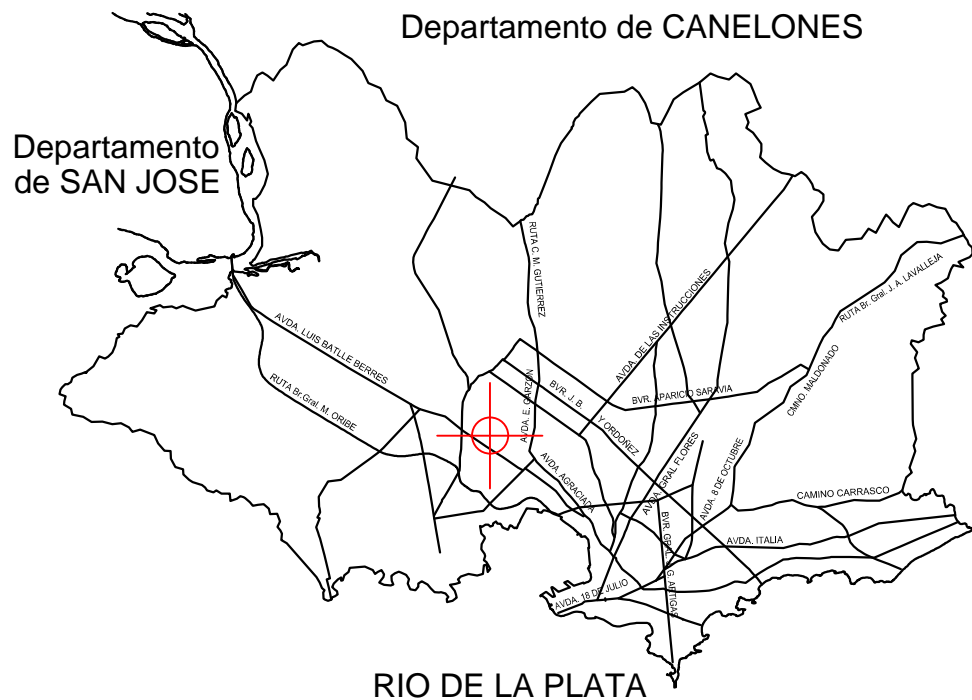 Departamento de CANELONES
Departamento
de SAN JOSE
RUTA C. M. GUTIERREZ
AVDA. DE LAS INSTRUCCIONES
RUTA Br. Gral. J. A. LAVALLEJA
AVDA. LUIS BATLLE BERRES
RUTA Br.Gral. M. ORIBE
AVDA. E. GARZON
BVR. J. B.
Y ORDOÑEZ
BVR. APARICIO SARAVIA
CMNO. MALDONADO
AVDA. AGRACIADA
AVDA. GRAL FLORES
AVDA. 8 DE OCTUBRE
CAMINO CARRASCO
BVR. GRAL. J. G. ARTIGAS
AVDA. ITALIA
AVDA. 18 DE JULIO
RIO DE LA PLATA